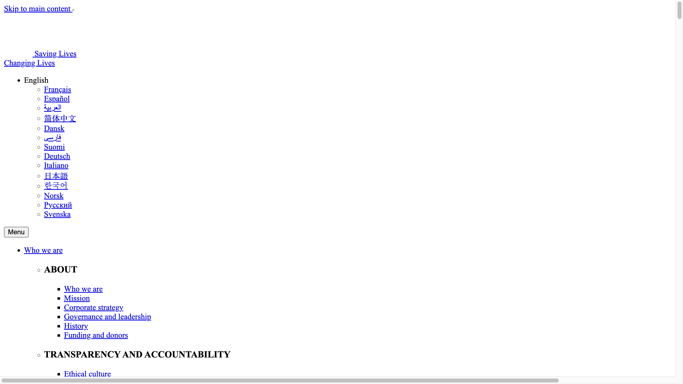 Skip to main content
Saving Lives
Changing Lives
English
Français
Español
العربية
简体中文
Dansk
فارسی
Suomi
Deutsch
Italiano
日本語
한국어
Norsk
Русский
Svenska
Menu
Who we are
ABOUT
Who we are
Mission
Corporate strategy
Governance and leadership
History
Funding and donors
TRANSPARENCY AND ACCOUNTABILITY
Ethical culture